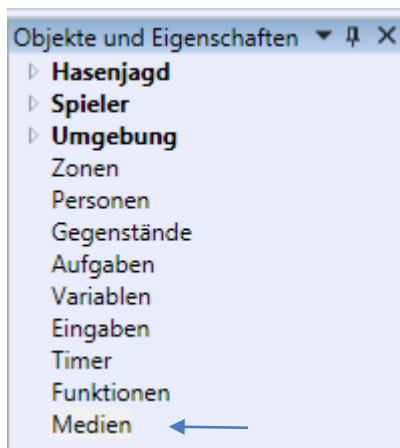 Objekte und Eigenschaften
Hasenjagd
Spieler
Umgebung
Zonen
Personen
Gegenstände
Aufgaben
Variablen
Eingaben
Timer
Funktionen
Medien